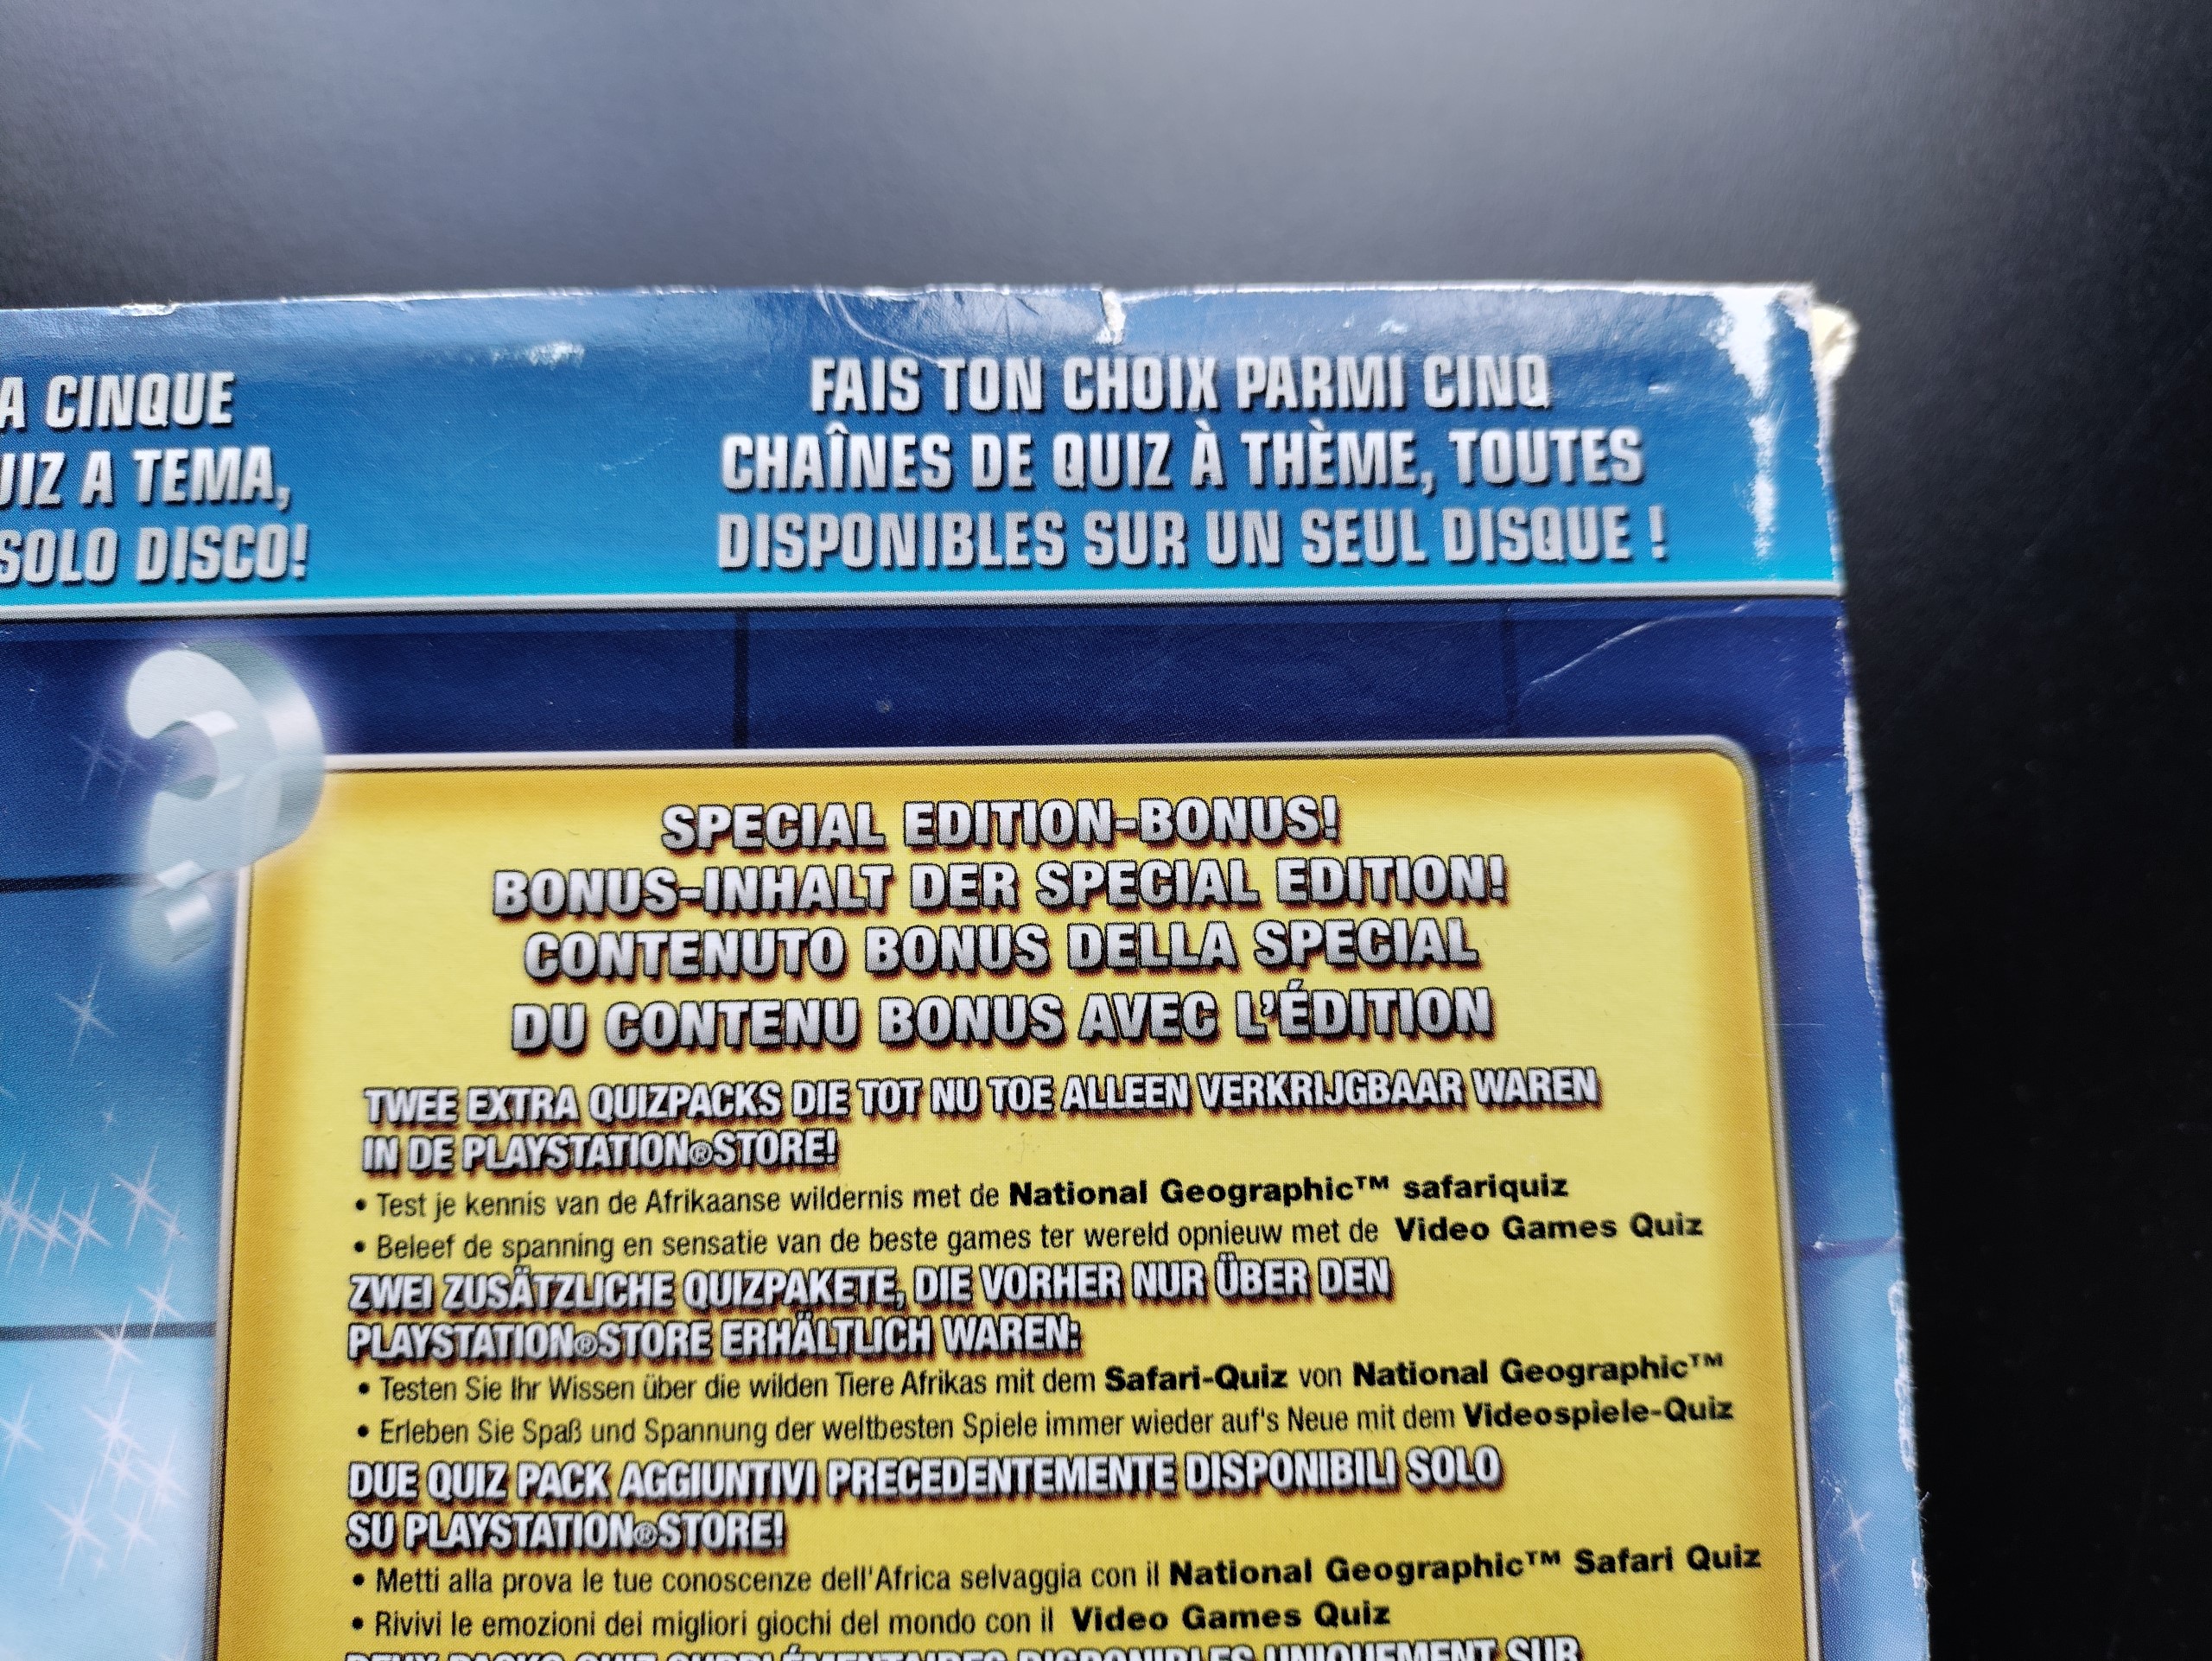 A CINQUE
UIZ A TEMA,
SOLO DISCO!
FAIS TON CHOIX PARMI CINQ
CHAÎNES DE QUIZ À THÈME, TOUTES
DISPONIBLES SUR UN SEUL DISQUE !
SPECIAL EDITION-BONUS!
BONUS-INHALT DER SPECIAL EDITION!
CONTENUTO BONUS DELLA SPECIAL
DU CONTENU BONUS AVEC L'ÉDITION
TWEE EXTRA QUIZPACKS DIE TOT NU TOE ALLEEN VERKRIJGBAAR WAREN
IN DE PLAYSTATION®STORE!
• Test je kennis van de Afrikaanse wildernis met de National Geographic™ safariquiz
• Beleef de spanning en sensatie van de beste games ter wereld opnieuw met de Video Games Quiz
ZWEI ZUSÄTZLICHE QUIZPAKETE, DIE VORHER NUR ÜBER DEN
PLAYSTATION®STORE ERHÄLTLICH WAREN:
• Testen Sie Ihr Wissen über die wilden Tiere Afrikas mit dem Safari-Quiz von National Geographic™
• Erleben Sie Spaß und Spannung der weltbesten Spiele immer wieder auf's Neue mit dem Videospiele-Quiz
DUE QUIZ PACK AGGIUNTIVI PRECEDENTEMENTE DISPONIBILI SOLO
SU PLAYSTATION®STORE!
• Metti alla prova le tue conoscenze dell'Africa selvaggia con il National Geographic™ Safari Quiz
• Rivivi le emozioni dei migliori giochi del mondo con il Video Games Quiz
DEUX PACKS QUIZ SUPPLÉMENTAIRES DISPONIBLES UNIQUEMENT SUR